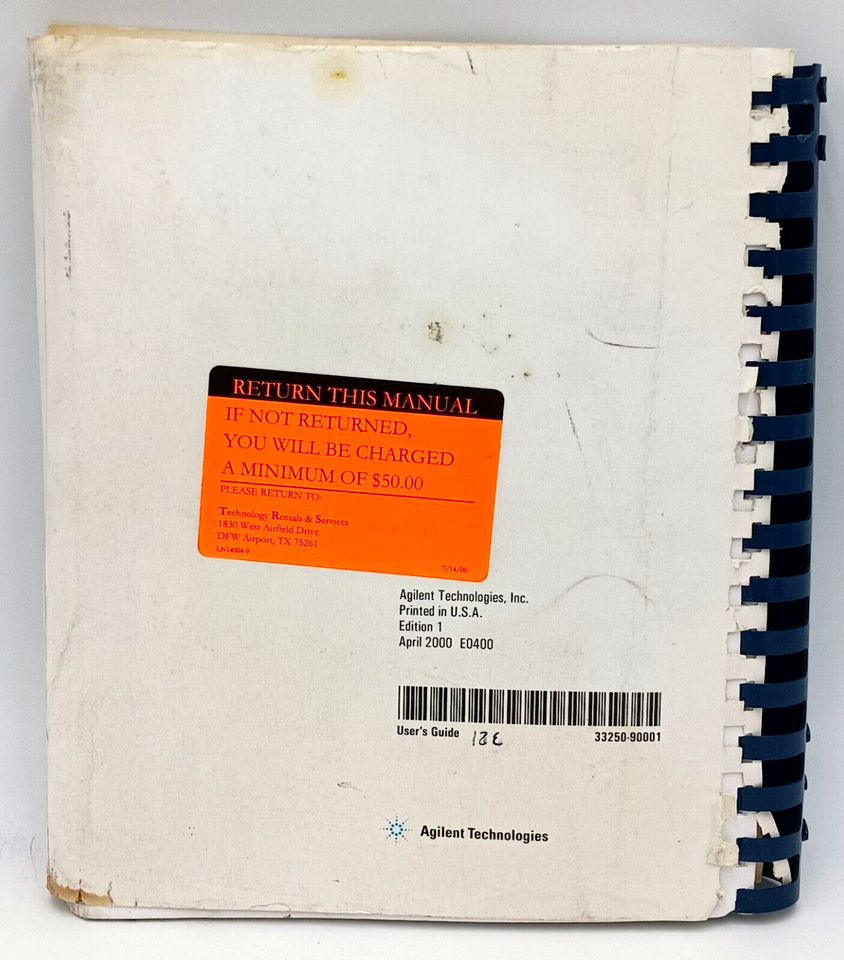 RETURN THIS MANUAL
IF NOT RETURNED,
YOU WILL BE CHARGED
A MINIMUM OF $50.00
PLEASE RETURN TO:
Technology Rentals & Services
1830 West Airfield Drive
DFW Airport, TX 75261
LN14004-9
7/14/00
Agilent Technologies, Inc.
Printed in U.S.A.
Edition 1
April 2000 E0400
User's Guide
33250-90001
Agilent Technologies